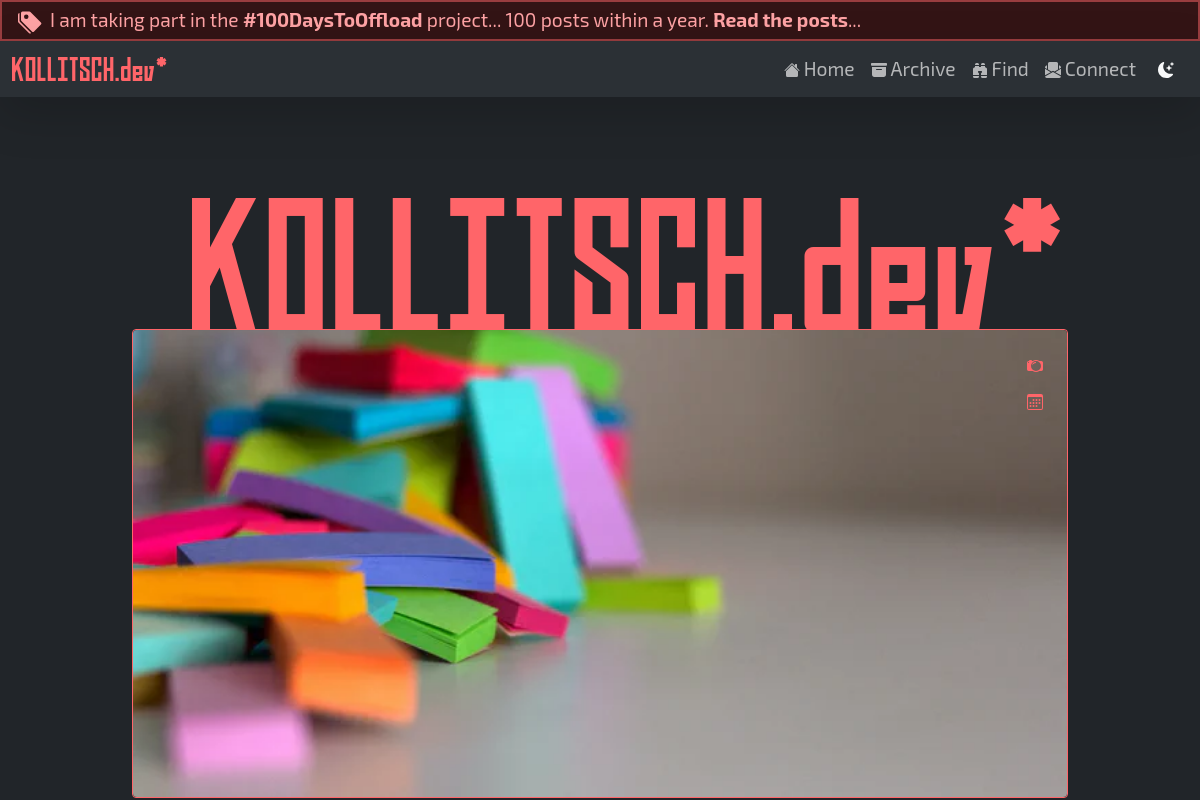 I am taking part in the #100DaysToOffload project... 100 posts within a year. Read the posts...
KOLLITSCH.dev*
Home Archive Find Connect
KOLLITSCH.dev*